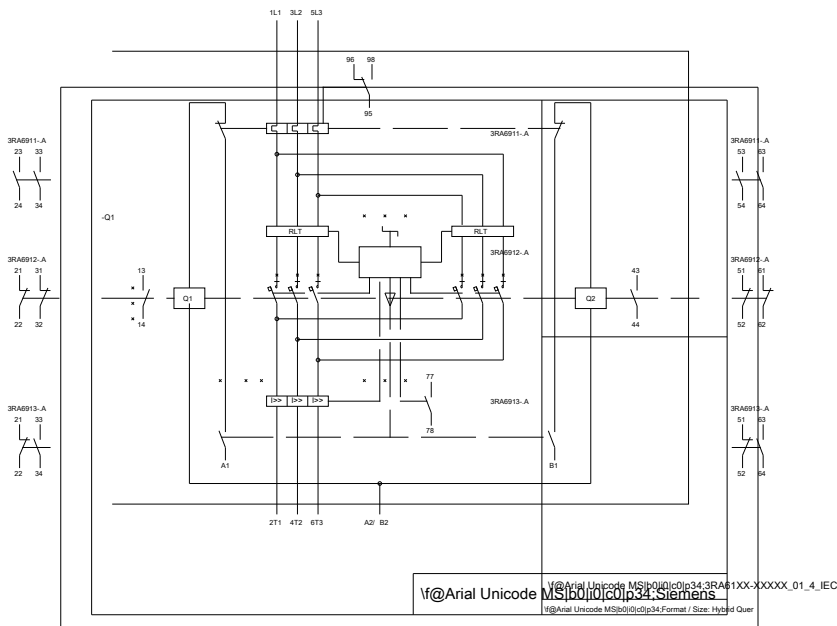 1L1 3L2 5L3
96 98
95
3RA6911-.A 3RA6911-.A 3RA6911-.A
23 33 53 63
24 34 54 64
-Q1
RLT RLT
3RA6912-.A 3RA6912-.A 3RA6912-.A
21 31 13 43 51 61
Q1 Q2
22 32 14 44 52 62
77
I>> I>> I>>
3RA6913-.A 3RA6913-.A 3RA6913-.A
21 33 51 63
78
A1 B1
22 34 52 64
2T1 4T2 6T3 A2/ B2
\f@Arial Unicode MS|b0|i0|c0|p34;3RA61XX-XXXXX_01_4_IEC
\f@Arial Unicode MS|b0|i0|c0|p34;Siemens
\f@Arial Unicode MS|b0|i0|c0|p34;Format / Size: Hybrid Quer